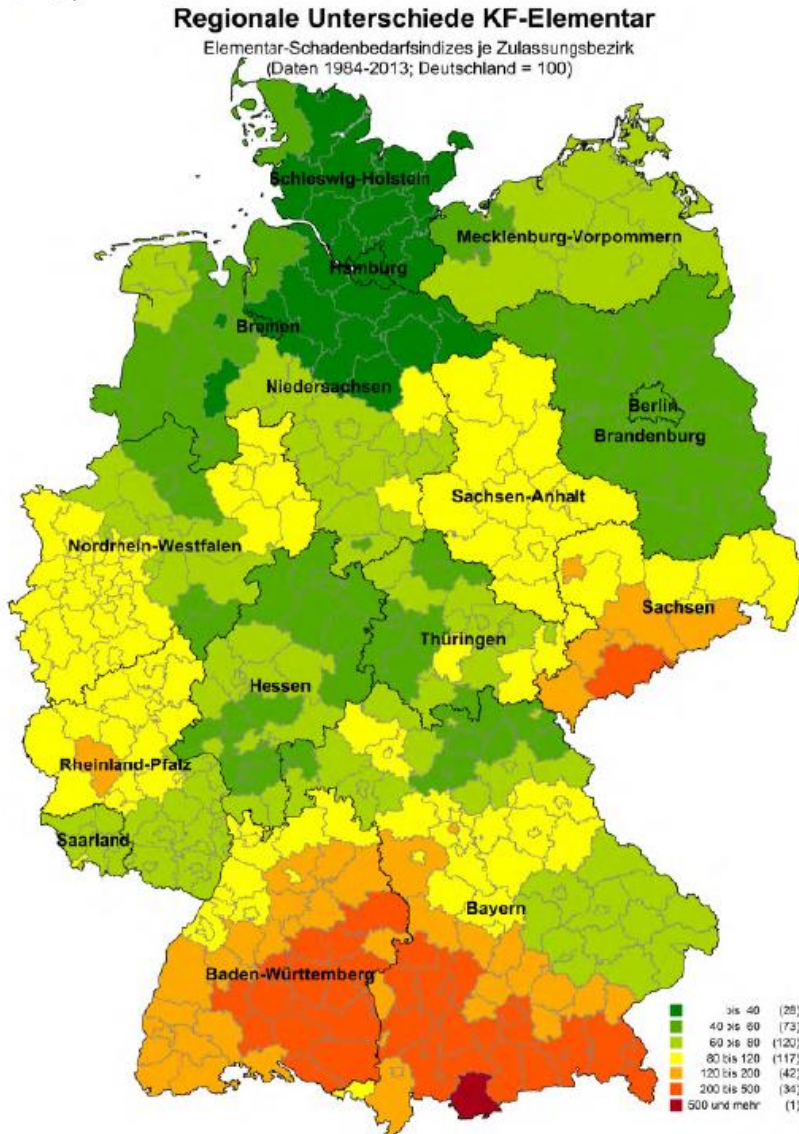 Regionale Unterschiede KF-Elementar
Elementar-Schadenbedarfsindizes je Zulassungsbezirk
(Daten 1984-2013; Deutschland = 100)
Schleswig-Holstein
Mecklenburg-Vorpommern
Hamburg
Bremen
Niedersachsen
Berlin
Brandenburg
Sachsen-Anhalt
Nordrhein-Westfalen
Sachsen
Thüringen
Hessen
Rheinland-Pfalz
Saarland
Bayern
Baden-Württemberg
bis 40 (28)
40 bis 60 (73)
60 bis 80 (120)
80 bis 120 (117)
120 bis 200 (42)
200 bis 500 (34)
500 und mehr (1)